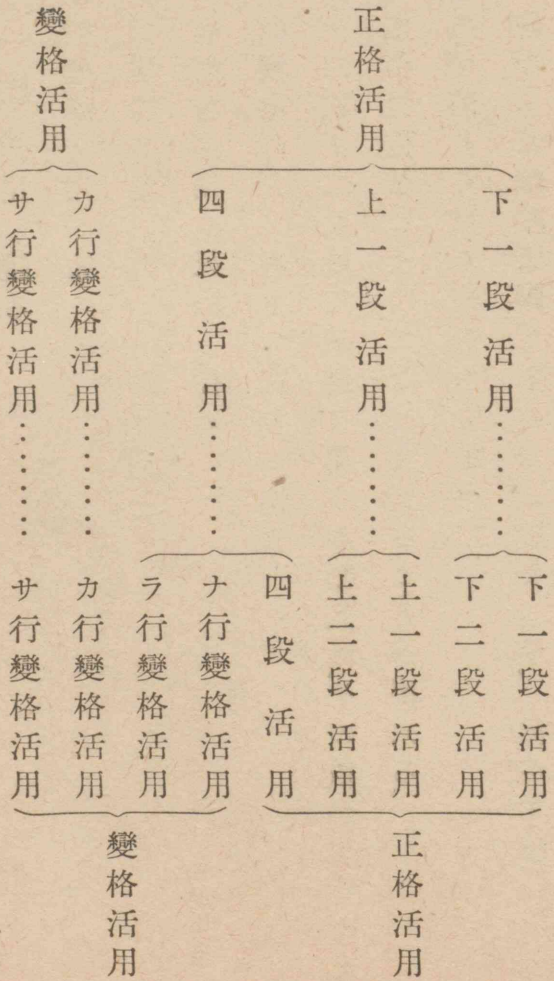 正格活用
下一段活用………
上一段活用………
四段活用………
變格活用
カ行變格活用………
サ行變格活用………
下一段活用
下二段活用
上一段活用
上二段活用
四段活用
ナ行變格活用
ラ行變格活用
カ行變格活用
サ行變格活用
正格活用
變格活用